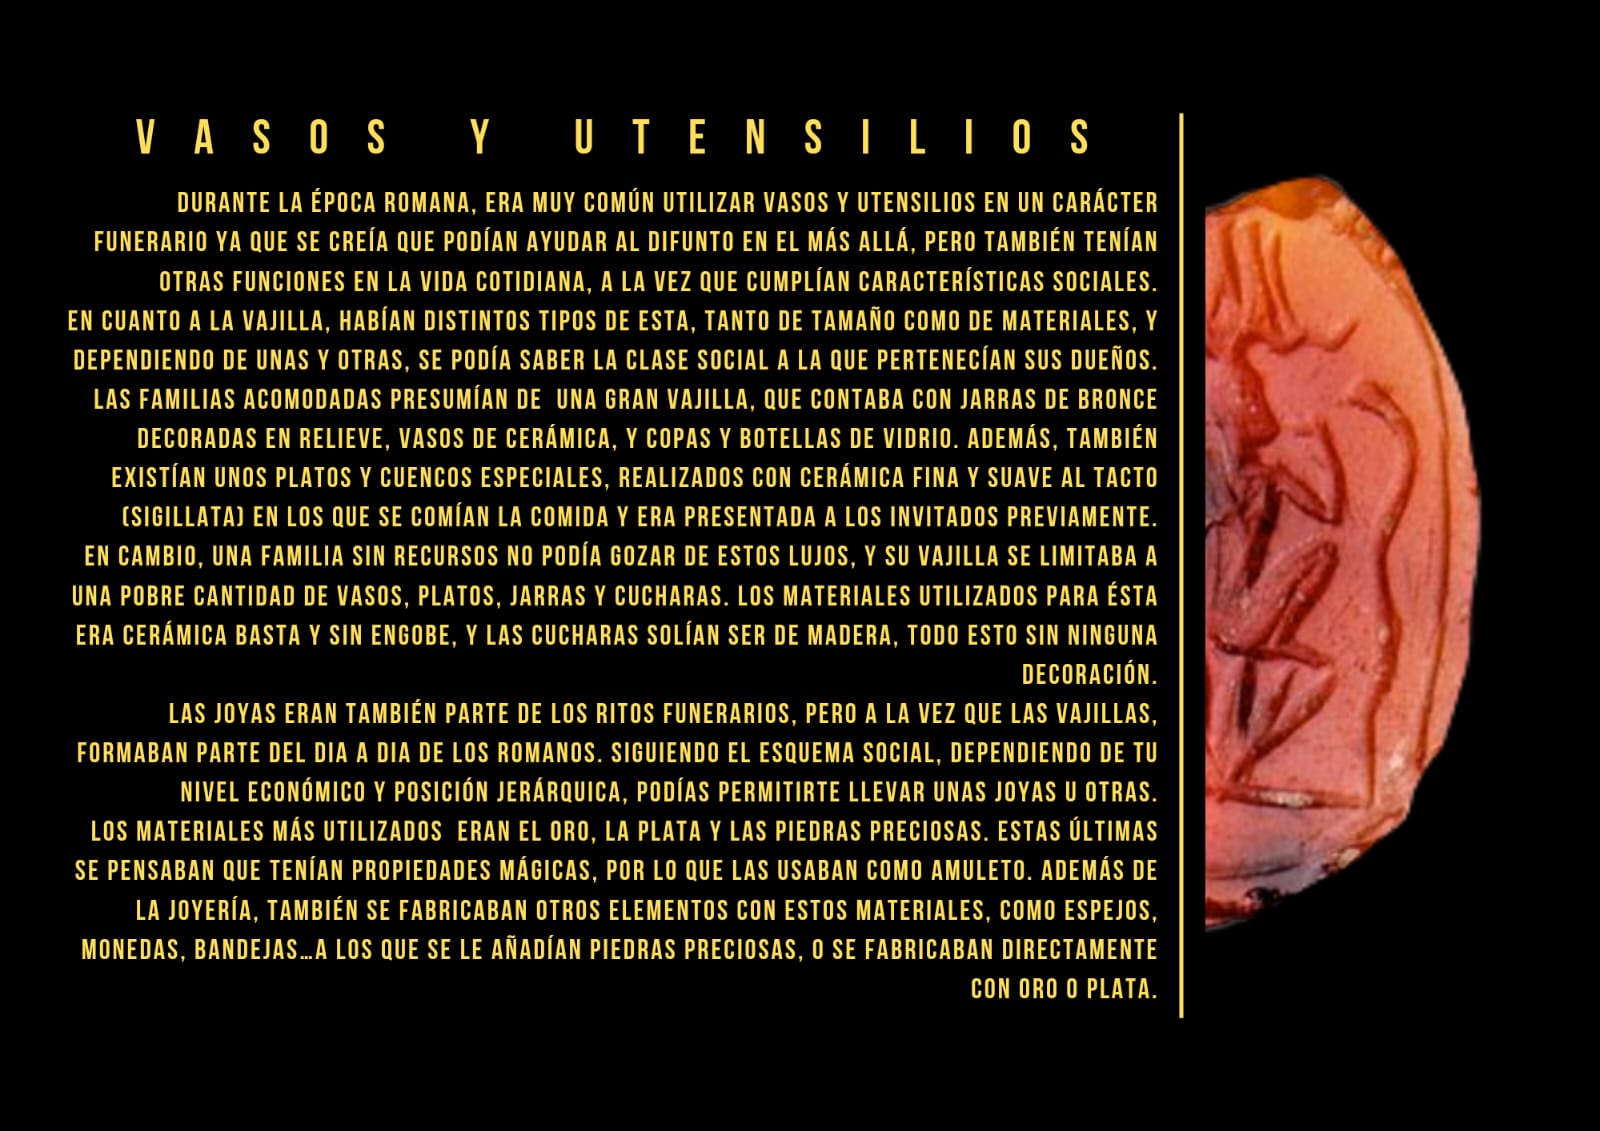 VASOS Y UTENSILIOS
DURANTE LA ÉPOCA ROMANA, ERA MUY COMÚN UTILIZAR VASOS Y UTENSILIOS EN UN CARÁCTER
FUNERARIO YA QUE SE CREÍA QUE PODÍAN AYUDAR AL DIFUNTO EN EL MÁS ALLÁ, PERO TAMBIÉN TENÍAN
OTRAS FUNCIONES EN LA VIDA COTIDIANA, A LA VEZ QUE CUMPLÍAN CARACTERÍSTICAS SOCIALES.
EN CUANTO A LA VAJILLA, HABÍAN DISTINTOS TIPOS DE ESTA, TANTO DE TAMAÑO COMO DE MATERIALES, Y
DEPENDIENDO DE UNAS Y OTRAS, SE PODÍA SABER LA CLASE SOCIAL A LA QUE PERTENECÍAN SUS DUEÑOS.
LAS FAMILIAS ACOMODADAS PRESUMÍAN DE UNA GRAN VAJILLA, QUE CONTABA CON JARRAS DE BRONCE
DECORADAS EN RELIEVE, VASOS DE CERÁMICA, Y COPAS Y BOTELLAS DE VIDRIO. ADEMÁS, TAMBIÉN
EXISTÍAN UNOS PLATOS Y CUENCOS ESPECIALES, REALIZADOS CON CERÁMICA FINA Y SUAVE AL TACTO
(SIGILLATA) EN LOS QUE SE COMÍAN LA COMIDA Y ERA PRESENTADA A LOS INVITADOS PREVIAMENTE.
EN CAMBIO, UNA FAMILIA SIN RECURSOS NO PODÍA GOZAR DE ESTOS LUJOS, Y SU VAJILLA SE LIMITABA A
UNA POBRE CANTIDAD DE VASOS, PLATOS, JARRAS Y CUCHARAS. LOS MATERIALES UTILIZADOS PARA ÉSTA
ERA CERÁMICA BASTA Y SIN ENGOBE, Y LAS CUCHARAS SOLÍAN SER DE MADERA, TODO ESTO SIN NINGUNA
DECORACIÓN.
LAS JOYAS ERAN TAMBIÉN PARTE DE LOS RITOS FUNERARIOS, PERO A LA VEZ QUE LAS VAJILLAS,
FORMABAN PARTE DEL DIA A DIA DE LOS ROMANOS. SIGUIENDO EL ESQUEMA SOCIAL, DEPENDIENDO DE TU
NIVEL ECONÓMICO Y POSICIÓN JERÁRQUICA, PODÍAS PERMITIRTE LLEVAR UNAS JOYAS U OTRAS.
LOS MATERIALES MÁS UTILIZADOS ERAN EL ORO, LA PLATA Y LAS PIEDRAS PRECIOSAS. ESTAS ÚLTIMAS
SE PENSABAN QUE TENÍAN PROPIEDADES MÁGICAS, POR LO QUE LAS USABAN COMO AMULETO. ADEMÁS DE
LA JOYERÍA, TAMBIÉN SE FABRICABAN OTROS ELEMENTOS CON ESTOS MATERIALES, COMO ESPEJOS,
MONEDAS, BANDEJAS…A LOS QUE SE LE AÑADÍAN PIEDRAS PRECIOSAS, O SE FABRICABAN DIRECTAMENTE
CON ORO O PLATA.